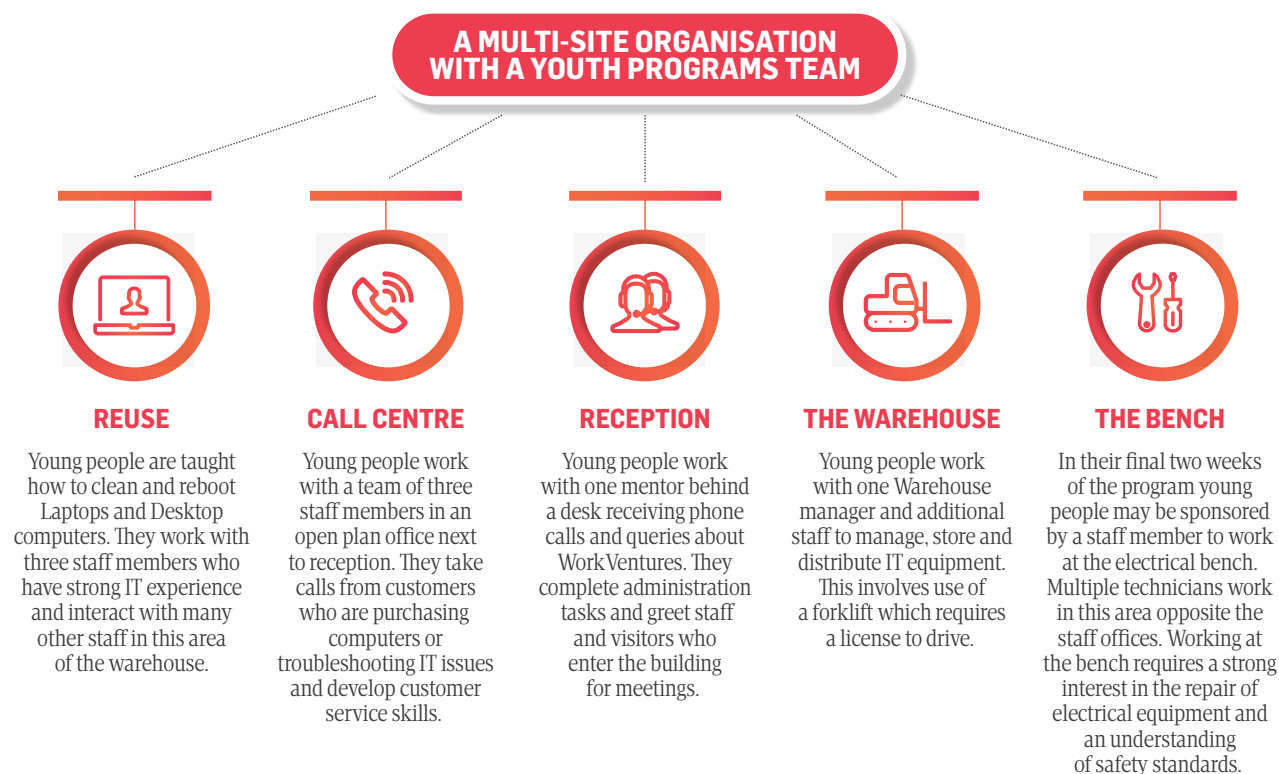 A MULTI-SITE ORGANISATION
WITH A YOUTH PROGRAMS TEAM
REUSE
Young people are taught
how to clean and reboot
Laptops and Desktop
computers. They work with
three staff members who
have strong IT experience
and interact with many
other staff in this area
of the warehouse.
CALL CENTRE
Young people work
with a team of three
staff members in an
open plan office next
to reception. They take
calls from customers
who are purchasing
computers or
troubleshooting IT issues
and develop customer
service skills.
RECEPTION
Young people work
with one mentor behind
a desk receiving phone
calls and queries about
WorkVentures. They
complete administration
tasks and greet staff
and visitors who
enter the building
for meetings.
THE WAREHOUSE
Young people work
with one Warehouse
manager and additional
staff to manage, store and
distribute IT equipment.
This involves use of
a forklift which requires
a license to drive.
THE BENCH
In their final two weeks
of the program young
people may be sponsored
by a staff member to work
at the electrical bench.
Multiple technicians work
in this area opposite the
staff offices. Working at
the bench requires a strong
interest in the repair of
electrical equipment and
an understanding
of safety standards.